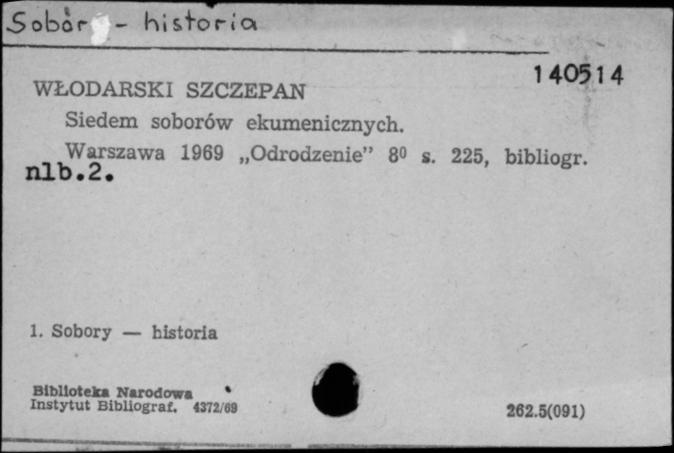 Sobór - historia
140514
WŁODARSKI SZCZEPAN
Siedem soborów ekumenicznych.
Warszawa 1969 „Odrodzenie” 8⁰ s. 225, bibliogr.
nlb.2.
1. Sobory — historia
Biblioteka Narodowa
Instytut Bibliograf. 4372/69
262.5(091)